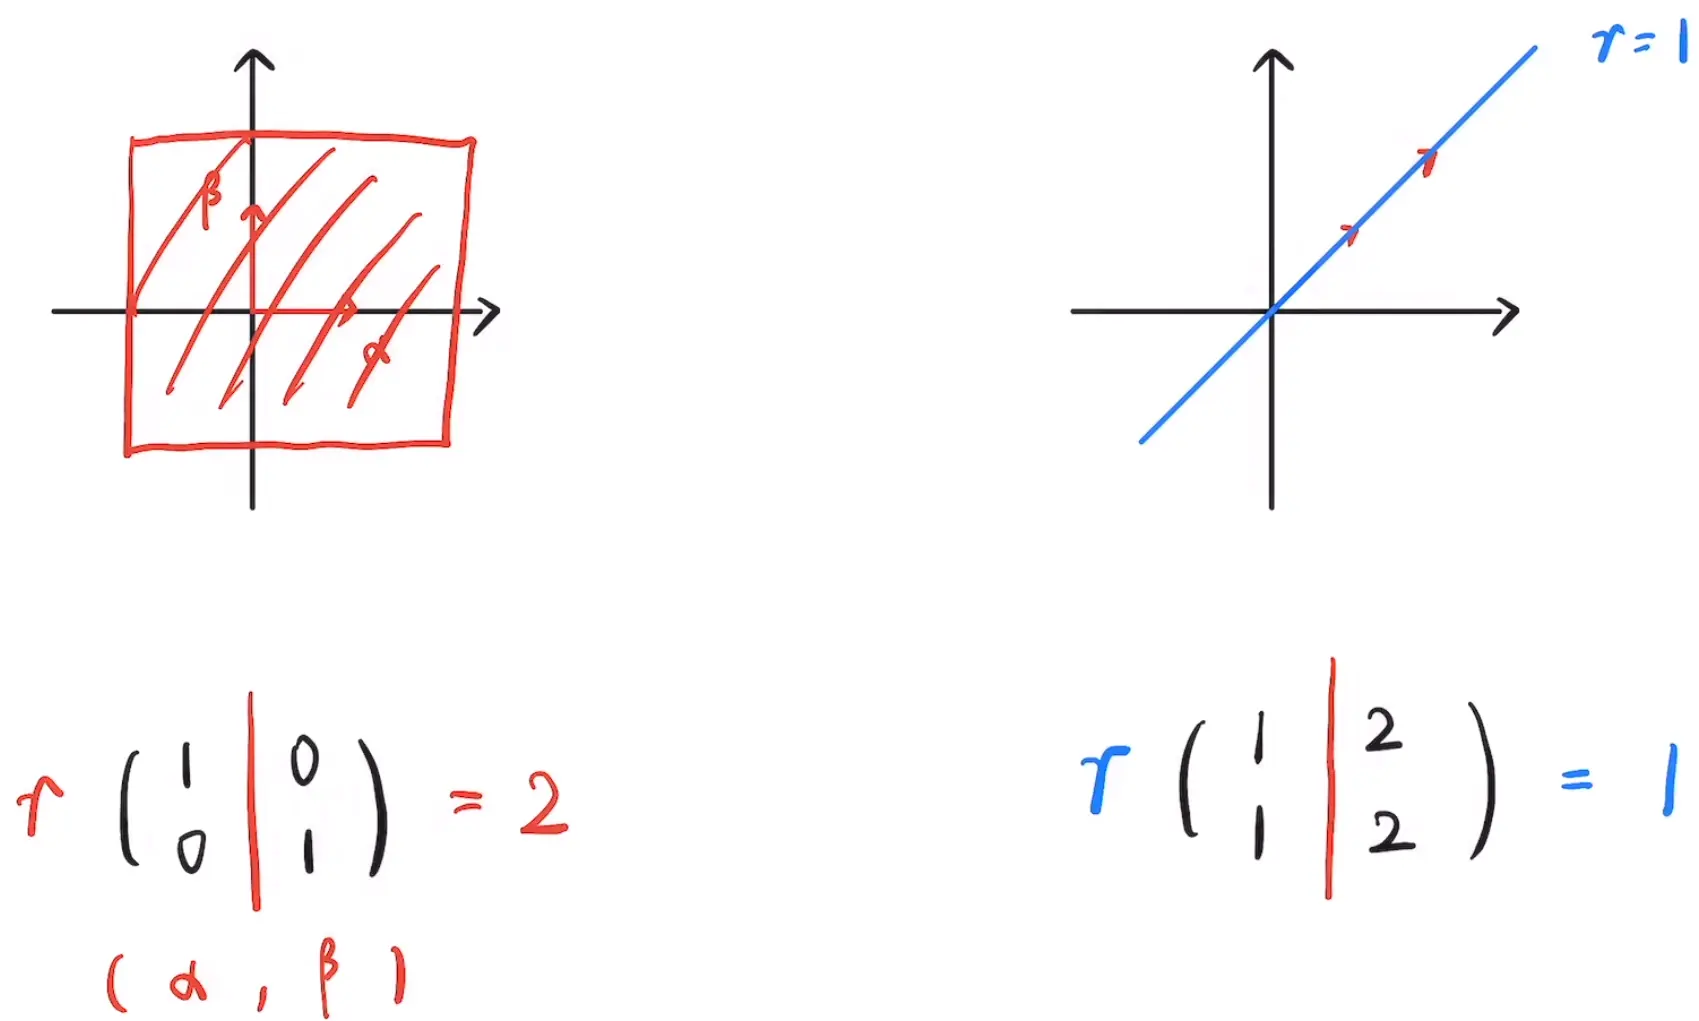 r = 1
β
α
r ( 1 | 0 ) = 2
0 | 1
( α , β )
r ( 1 | 2 ) = 1
1 | 2